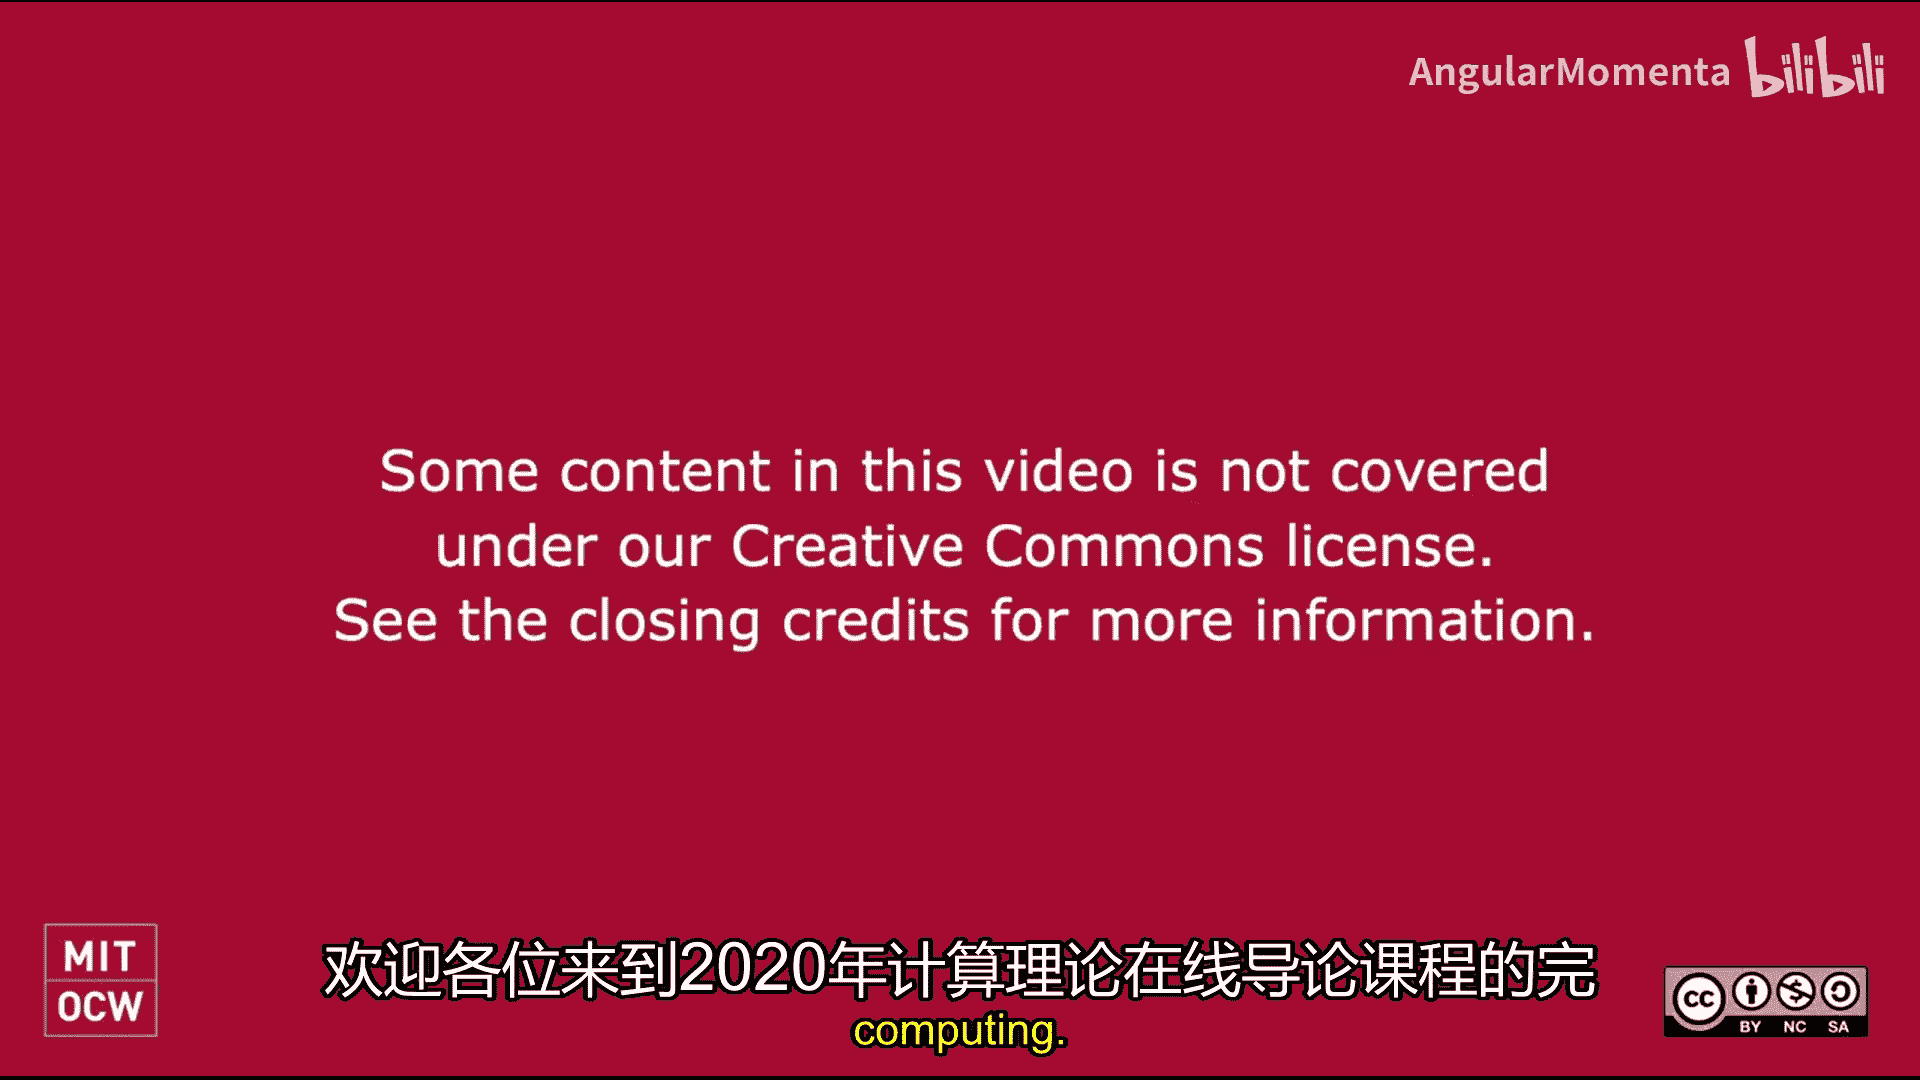 AngularMomenta bilibili
Some content in this video is not covered
under our Creative Commons license.
See the closing credits for more information.
MIT
OCW
欢迎各位来到2020年计算理论在线导论课程的完
computing.
cc
BY NC SA